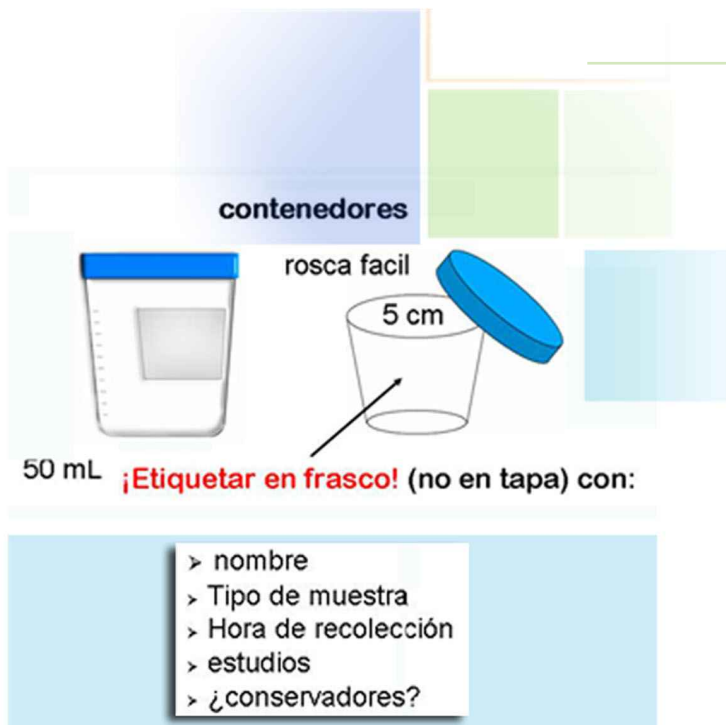 contenedores
rosca facil
5 cm
50 mL
¡Etiquetar en frasco! (no en tapa) con:
➢ nombre
➢ Tipo de muestra
➢ Hora de recolección
➢ estudios
➢ ¿conservadores?